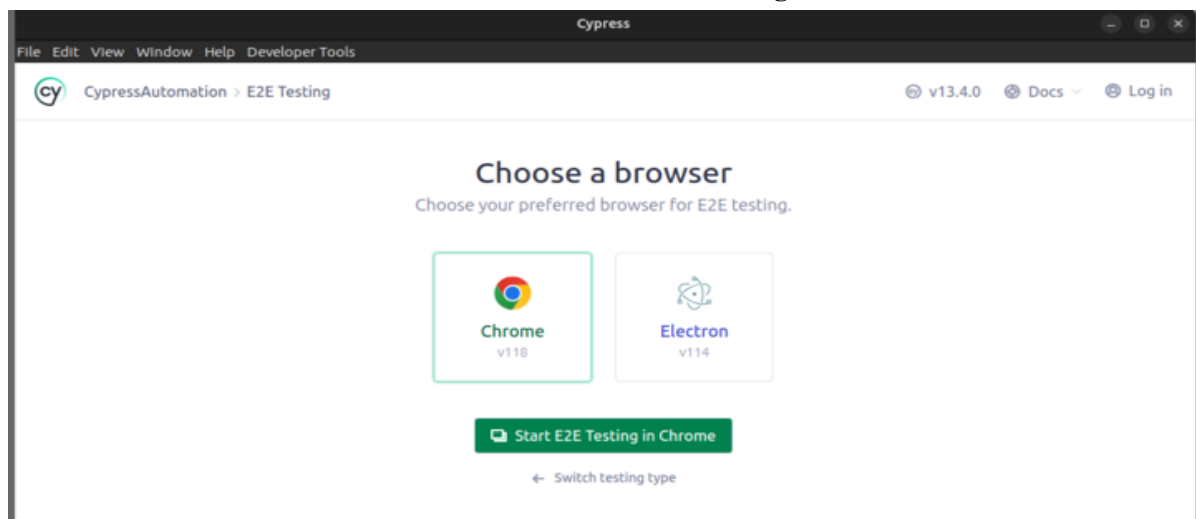 Cypress
File Edit View Window Help Developer Tools
cy CypressAutomation > E2E Testing v13.4.0 Docs Log in
Choose a browser
Choose your preferred browser for E2E testing.
Chrome Electron
v118 v114
Start E2E Testing in Chrome
← Switch testing type